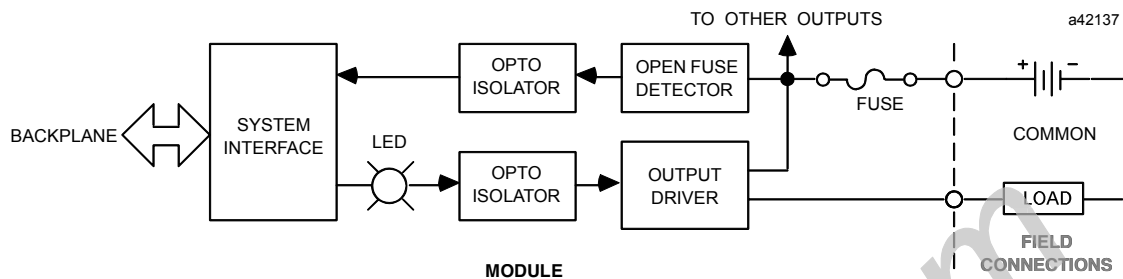 TO OTHER OUTPUTS
a42137
OPTO
ISOLATOR
OPEN FUSE
DETECTOR
FUSE
+
-
COMMON
BACKPLANE
SYSTEM
INTERFACE
LED
OPTO
ISOLATOR
OUTPUT
DRIVER
LOAD
FIELD
CONNECTIONS
MODULE